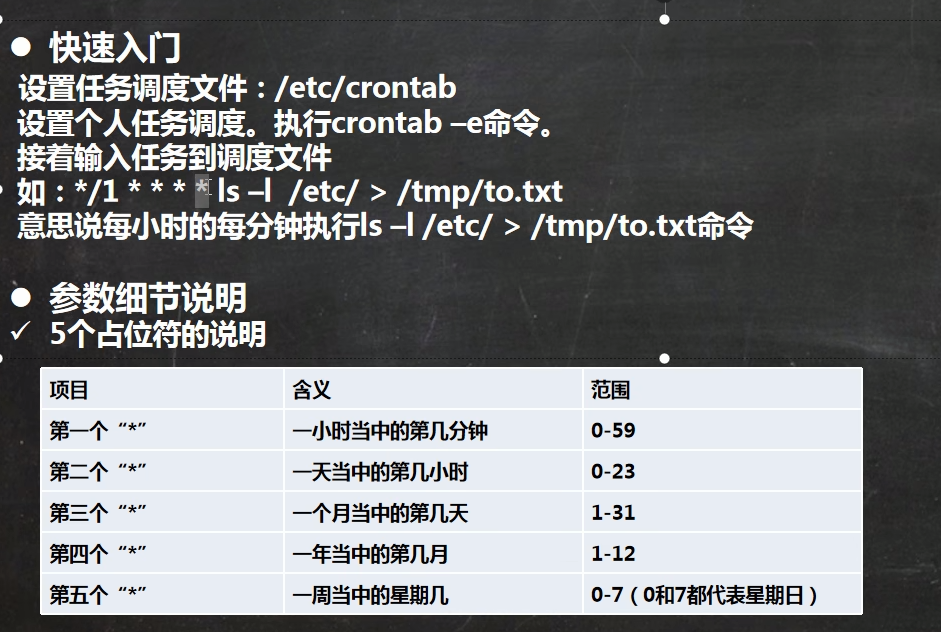 ● 快速入门
设置任务调度文件：/etc/crontab
设置个人任务调度。执行crontab –e命令。
接着输入任务到调度文件
如：*/1 * * * * ls –l  /etc/ > /tmp/to.txt
意思说每小时的每分钟执行ls –l /etc/ > /tmp/to.txt命令
● 参数细节说明
✓ 5个占位符的说明
项目 含义 范围
第一个“*” 一小时当中的第几分钟 0-59
第二个“*” 一天当中的第几小时 0-23
第三个“*” 一个月当中的第几天 1-31
第四个“*” 一年当中的第几月 1-12
第五个“*” 一周当中的星期几 0-7（0和7都代表星期日）